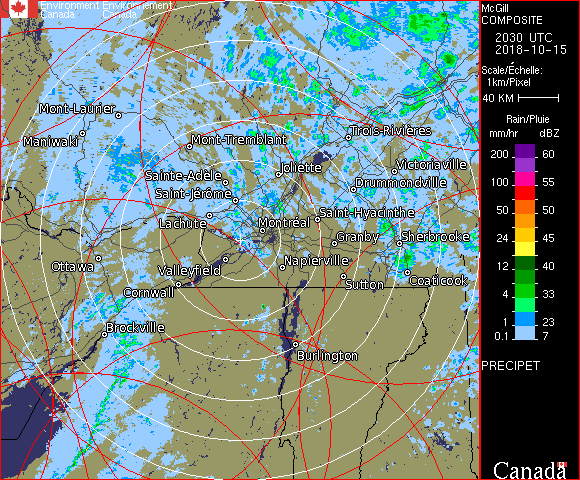 Environment Environnement
Canada Canada
McGill
COMPOSITE
2030 UTC
2018-10-15
Scale/Échelle:
1km/Pixel
40 KM
Rain/Pluie
mm/hr dBZ
200 60
100 55
50 50
24 45
12 40
4 33
1 23
0.1 7
PRECIPET
Canada
Mont-Laurier
Maniwaki
Mont-Tremblant
Trois-Rivières
Joliette
Victoriaville
Sainte-Adèle
Drummondville
Saint-Jérôme
Saint-Hyacinthe
Lachute
Montréal
Granby
Sherbrooke
Ottawa
Valleyfield
Napierville
Sutton
Coaticook
Cornwall
Brockville
Burlington